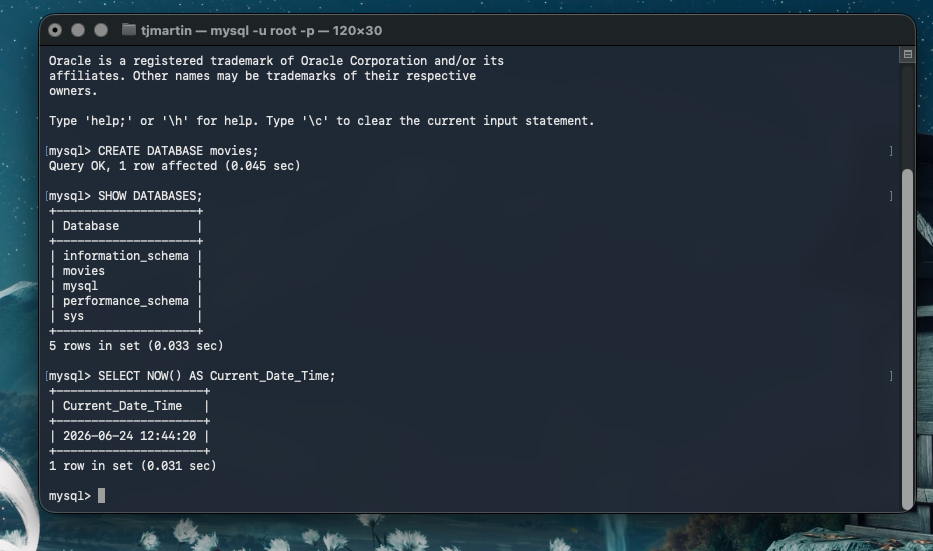 tjmartin — mysql -u root -p — 120×30
Oracle is a registered trademark of Oracle Corporation and/or its
affiliates. Other names may be trademarks of their respective
owners.
Type 'help;' or '\h' for help. Type '\c' to clear the current input statement.
[mysql> CREATE DATABASE movies; ]
Query OK, 1 row affected (0.045 sec)
[mysql> SHOW DATABASES; ]
+--------------------+
| Database           |
+--------------------+
| information_schema |
| movies             |
| mysql              |
| performance_schema |
| sys                |
+--------------------+
5 rows in set (0.033 sec)
[mysql> SELECT NOW() AS Current_Date_Time; ]
+---------------------+
| Current_Date_Time   |
+---------------------+
| 2026-06-24 12:44:20 |
+---------------------+
1 row in set (0.031 sec)
mysql>